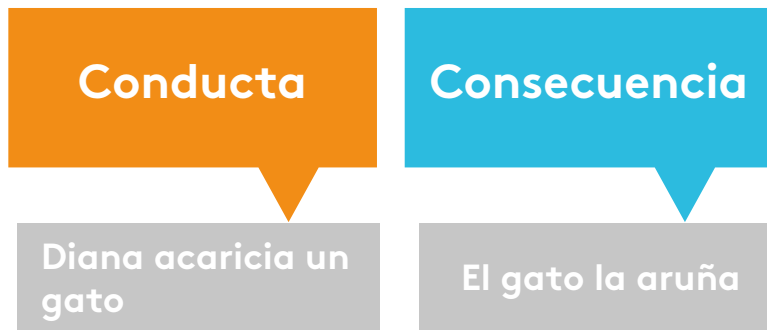 Conducta
Consecuencia
Diana acaricia un
gato
El gato la aruña